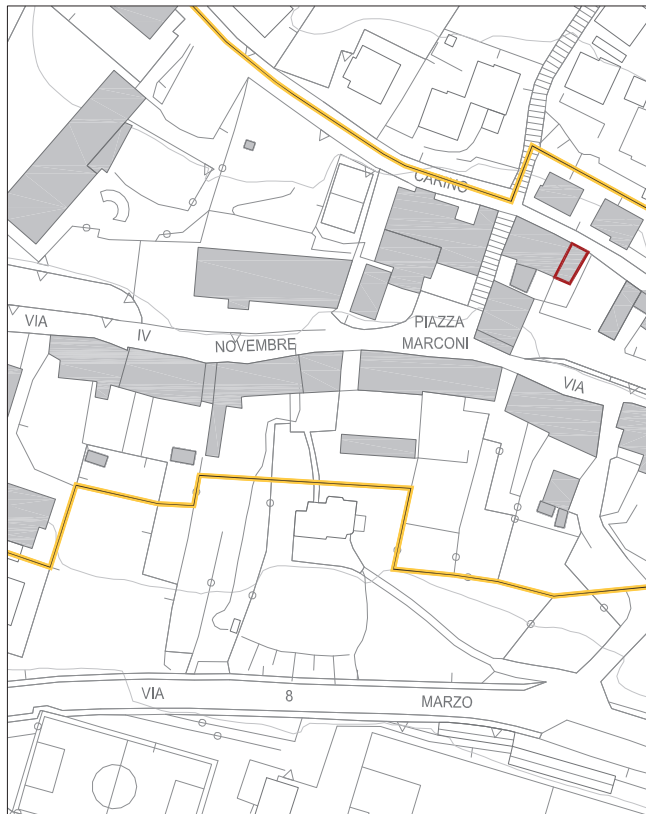 CARINO
VIA IV NOVEMBRE
PIAZZA
MARCONI
VIA
VIA 8 MARZO